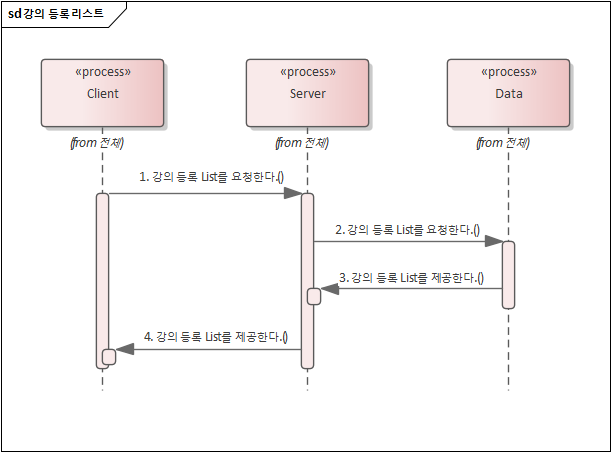 sd 강의 등록 리스트
«process»
Client
«process»
Server
«process»
Data
(from 전체)
(from 전체)
(from 전체)
1. 강의 등록 List를 요청한다.()
2. 강의 등록 List를 요청한다.()
3. 강의 등록 List를 제공한다.()
4. 강의 등록 List를 제공한다.()